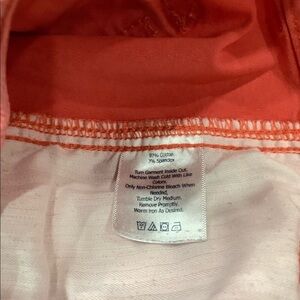 97% Cotton
3% Spandex
Turn Garment Inside Out.
Machine Wash Cold With Like
Colors.
Only Non-Chlorine Bleach When
Needed.
Tumble Dry Medium.
Remove Promptly.
Warm Iron As Desired.